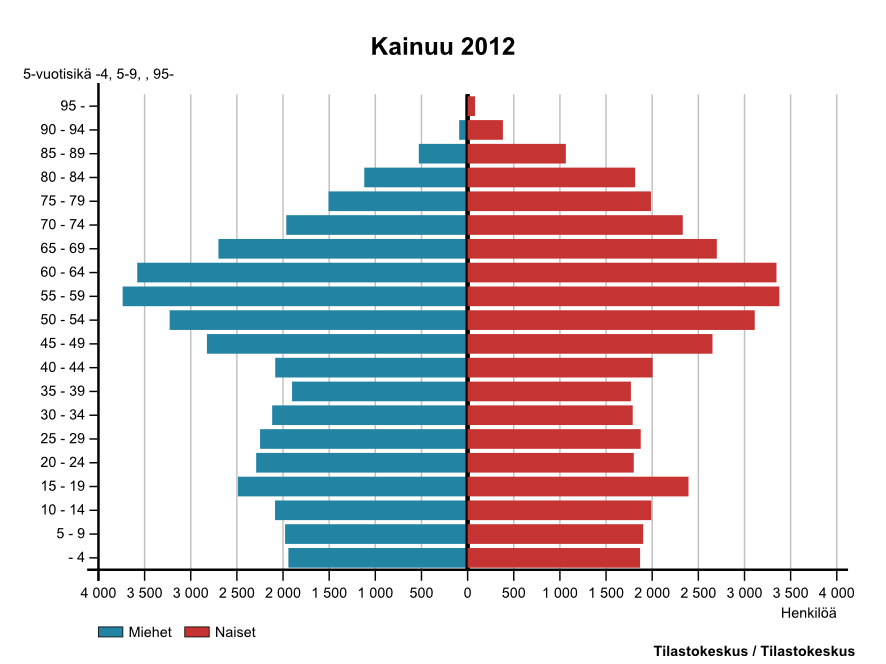 Kainuu 2012
5-vuotisikä -4, 5-9, , 95-
95 -
90 - 94
85 - 89
80 - 84
75 - 79
70 - 74
65 - 69
60 - 64
55 - 59
50 - 54
45 - 49
40 - 44
35 - 39
30 - 34
25 - 29
20 - 24
15 - 19
10 - 14
5 - 9
- 4
4 000 3 500 3 000 2 500 2 000 1 500 1 000 500 0 500 1 000 1 500 2 000 2 500 3 000 3 500 4 000
Henkilöä
Miehet Naiset
Tilastokeskus / Tilastokeskus